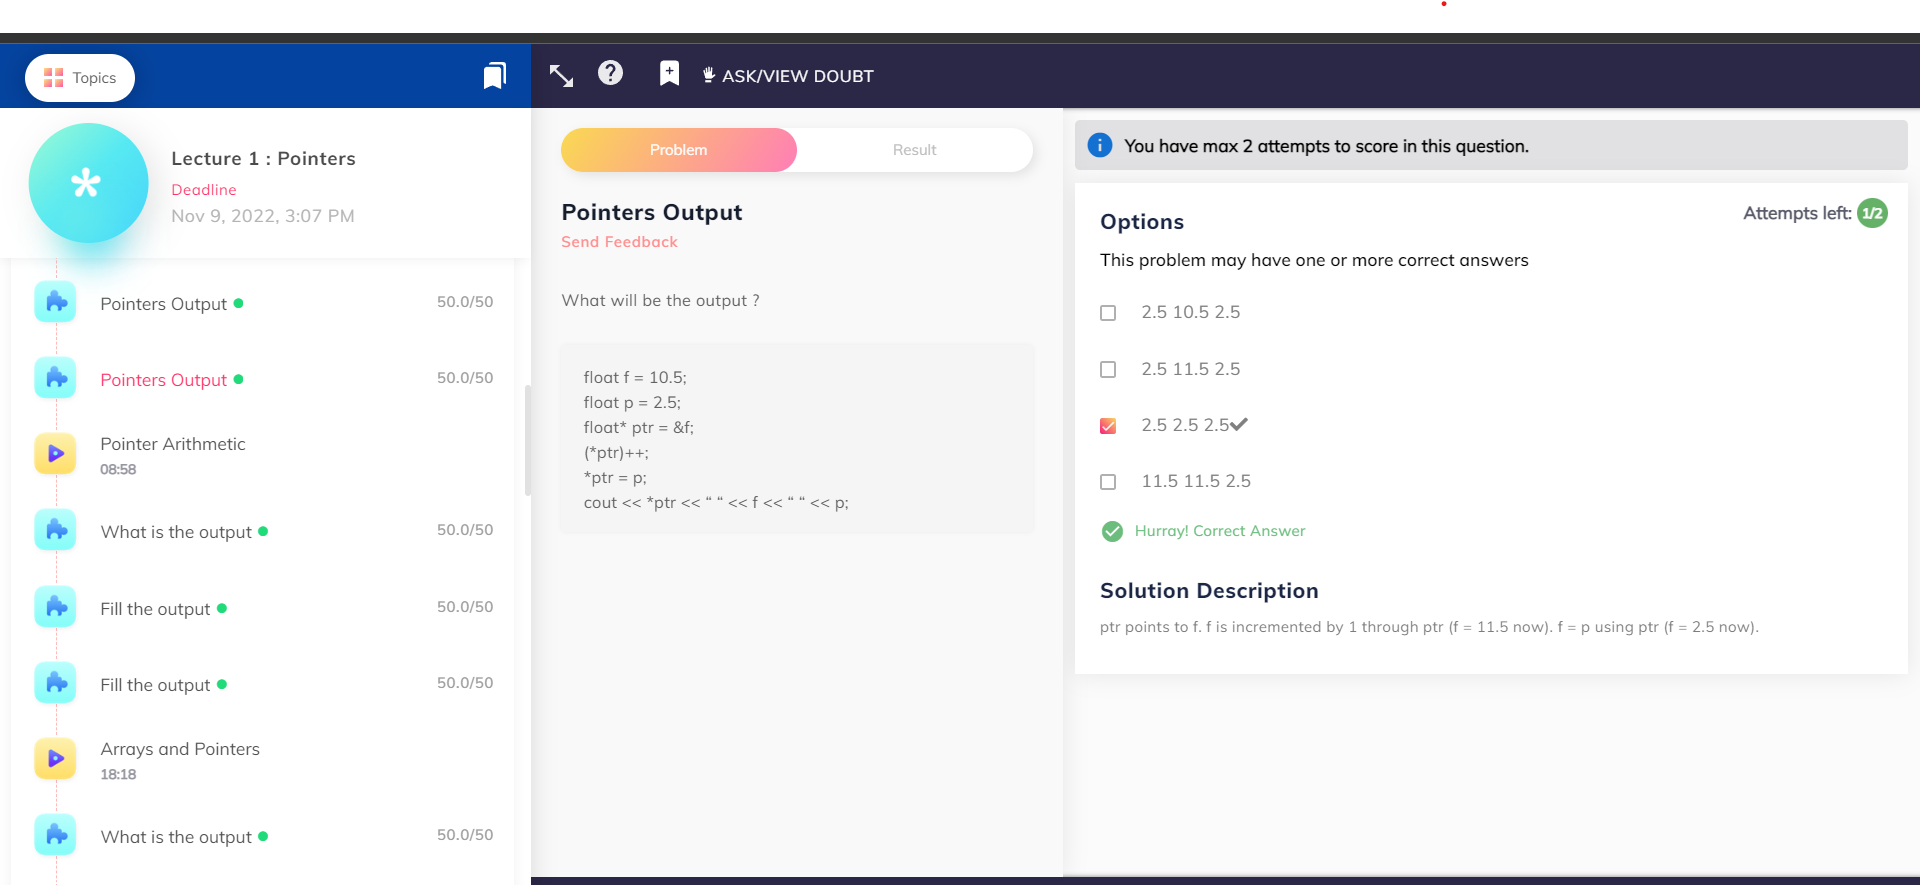 Topics
ASK/VIEW DOUBT
Lecture 1 : Pointers
Deadline
Nov 9, 2022, 3:07 PM
Pointers Output 50.0/50
Pointers Output 50.0/50
Pointer Arithmetic
08:58
What is the output 50.0/50
Fill the output 50.0/50
Fill the output 50.0/50
Arrays and Pointers
18:18
What is the output 50.0/50
Problem Result
Pointers Output
Send Feedback
What will be the output ?
float f = 10.5;
float p = 2.5;
float* ptr = &f;
(*ptr)++;
*ptr = p;
cout << *ptr << “ “ << f << “ “ << p;
You have max 2 attempts to score in this question.
Attempts left: 1/2
Options
This problem may have one or more correct answers
2.5 10.5 2.5
2.5 11.5 2.5
2.5 2.5 2.5
11.5 11.5 2.5
Hurray! Correct Answer
Solution Description
ptr points to f. f is incremented by 1 through ptr (f = 11.5 now). f = p using ptr (f = 2.5 now).